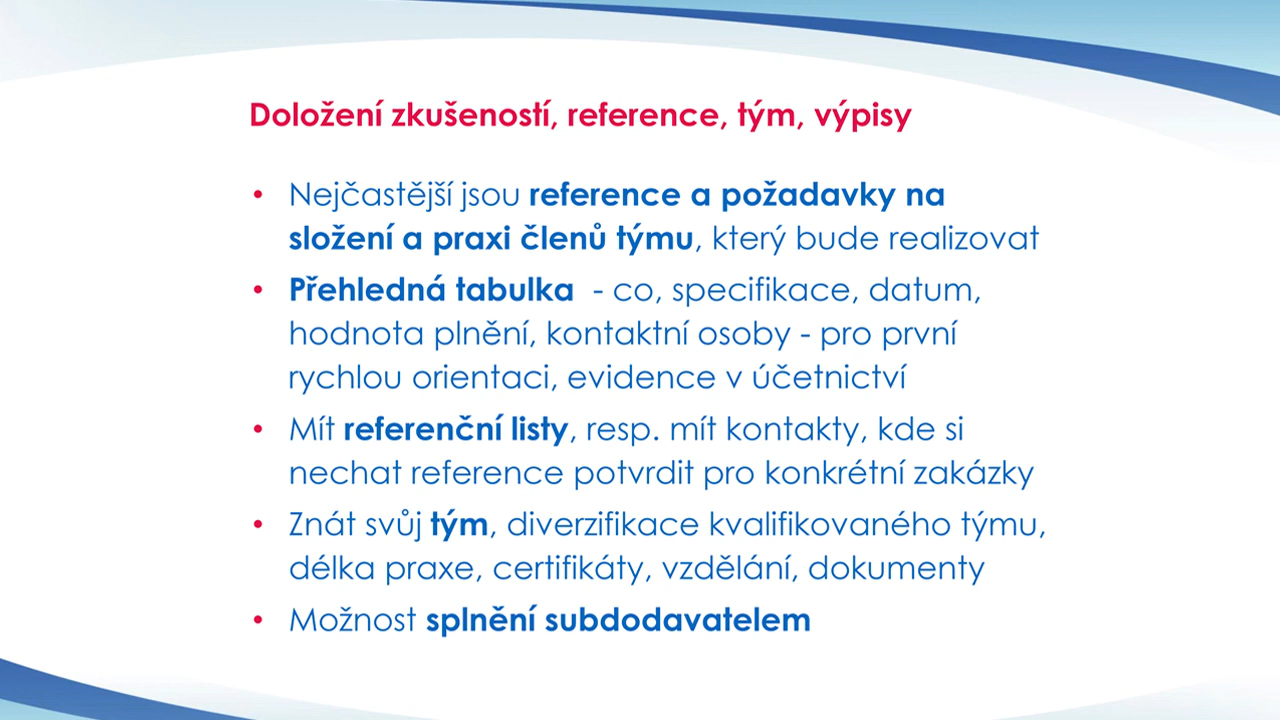 Doložení zkušeností, reference, tým, výpisy
• Nejčastější jsou reference a požadavky na
složení a praxi členů týmu, který bude realizovat
• Přehledná tabulka - co, specifikace, datum,
hodnota plnění, kontaktní osoby - pro první
rychlou orientaci, evidence v účetnictví
• Mít referenční listy, resp. mít kontakty, kde si
nechat reference potvrdit pro konkrétní zakázky
• Znát svůj tým, diverzifikace kvalifikovaného týmu,
délka praxe, certifikáty, vzdělání, dokumenty
• Možnost splnění subdodavatelem